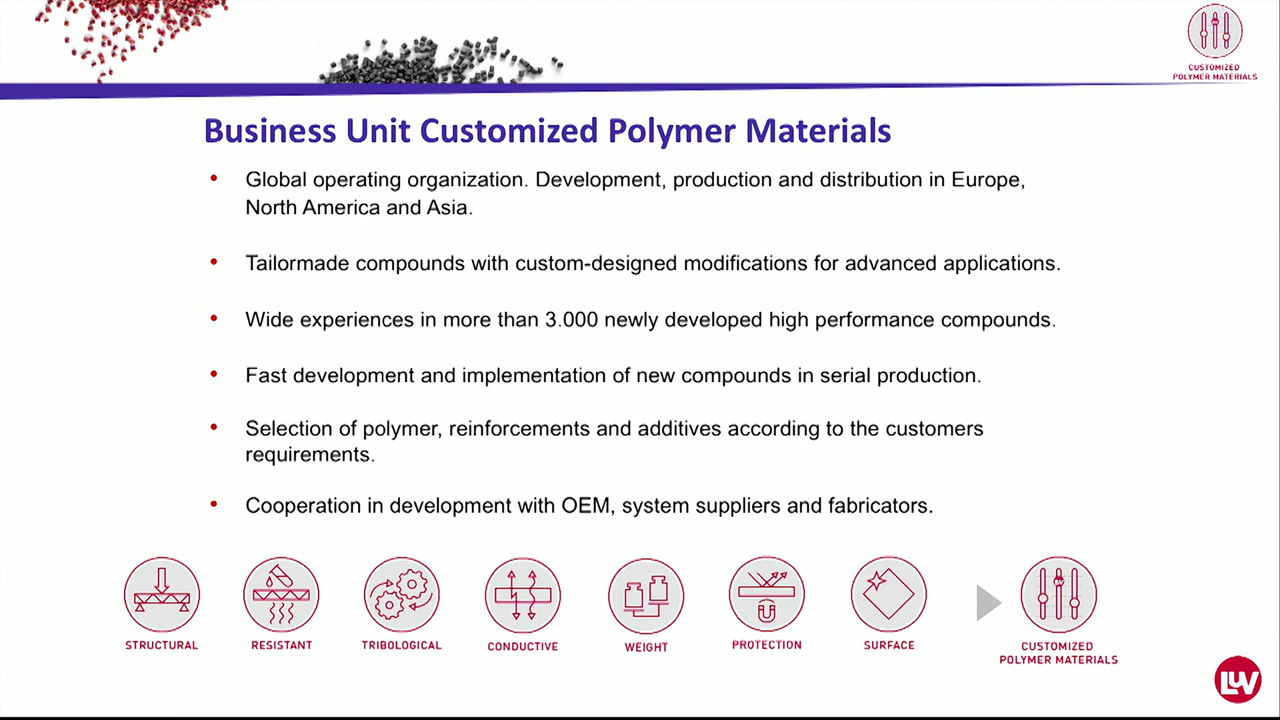 CUSTOMIZED
POLYMER MATERIALS
Business Unit Customized Polymer Materials
• Global operating organization. Development, production and distribution in Europe,
North America and Asia.
• Tailormade compounds with custom-designed modifications for advanced applications.
• Wide experiences in more than 3.000 newly developed high performance compounds.
• Fast development and implementation of new compounds in serial production.
• Selection of polymer, reinforcements and additives according to the customers
requirements.
• Cooperation in development with OEM, system suppliers and fabricators.
STRUCTURAL
RESISTANT
TRIBOLOGICAL
CONDUCTIVE
WEIGHT
PROTECTION
SURFACE
CUSTOMIZED
POLYMER MATERIALS
LUV